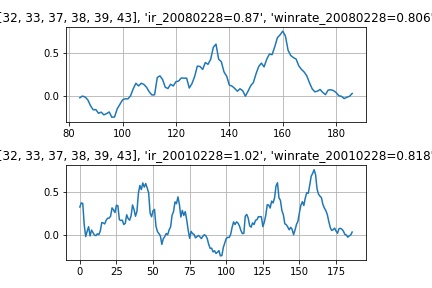 [32, 33, 37, 38, 39, 43], 'ir_20080228=0.87', 'winrate_20080228=0.806'
0.5
0.0
80 100 120 140 160 180
[32, 33, 37, 38, 39, 43], 'ir_20010228=1.02', 'winrate_20010228=0.818'
0.5
0.0
0 25 50 75 100 125 150 175